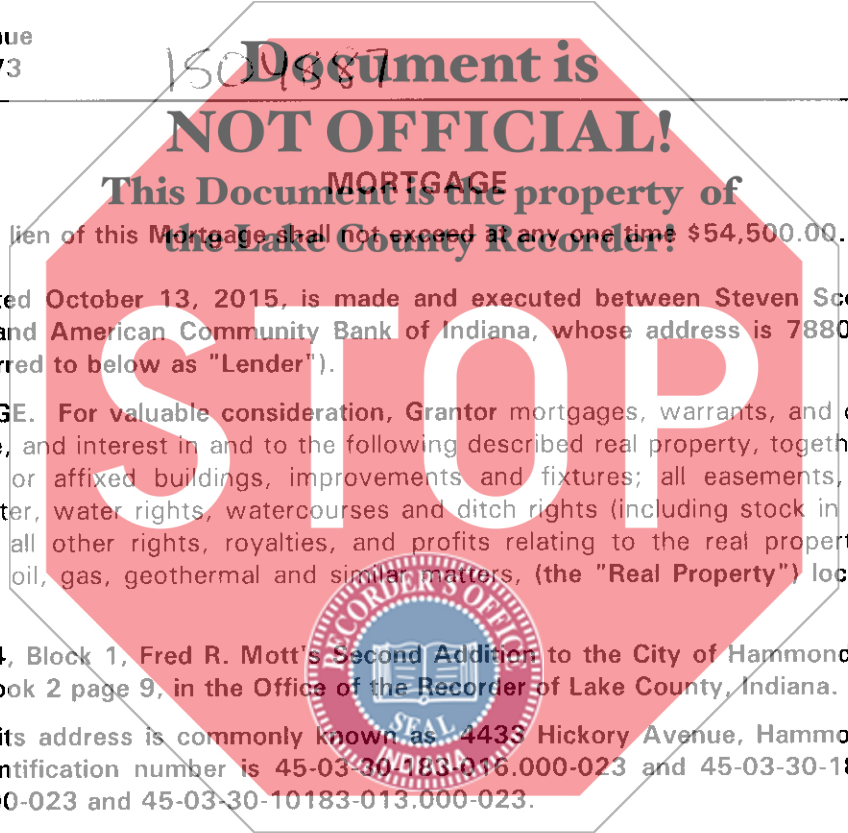 nue
73
1504887
Document is
NOT OFFICIAL!
MORTGAGE
This Document is the property of
the Lake County Recorder!
lien of this Mortgage shall not exceed at any one time $54,500.00.
ted October 13, 2015, is made and executed between Steven Sco
and American Community Bank of Indiana, whose address is 7880
rred to below as "Lender").
STOP
GE. For valuable consideration, Grantor mortgages, warrants, and c
e, and interest in and to the following described real property, togeth
or affixed buildings, improvements and fixtures; all easements,
ter, water rights, watercourses and ditch rights (including stock in
all other rights, royalties, and profits relating to the real propert
oil, gas, geothermal and similar matters, (the "Real Property") loc
RECORDER'S OFFICE
SEAL
INDIANA
4, Block 1, Fred R. Mott's Second Addition to the City of Hammond
ook 2 page 9, in the Office of the Recorder of Lake County, Indiana.
its address is commonly known as 4433 Hickory Avenue, Hammo
ntification number is 45-03-30-183-016.000-023 and 45-03-30-18
00-023 and 45-03-30-10183-013.000-023.